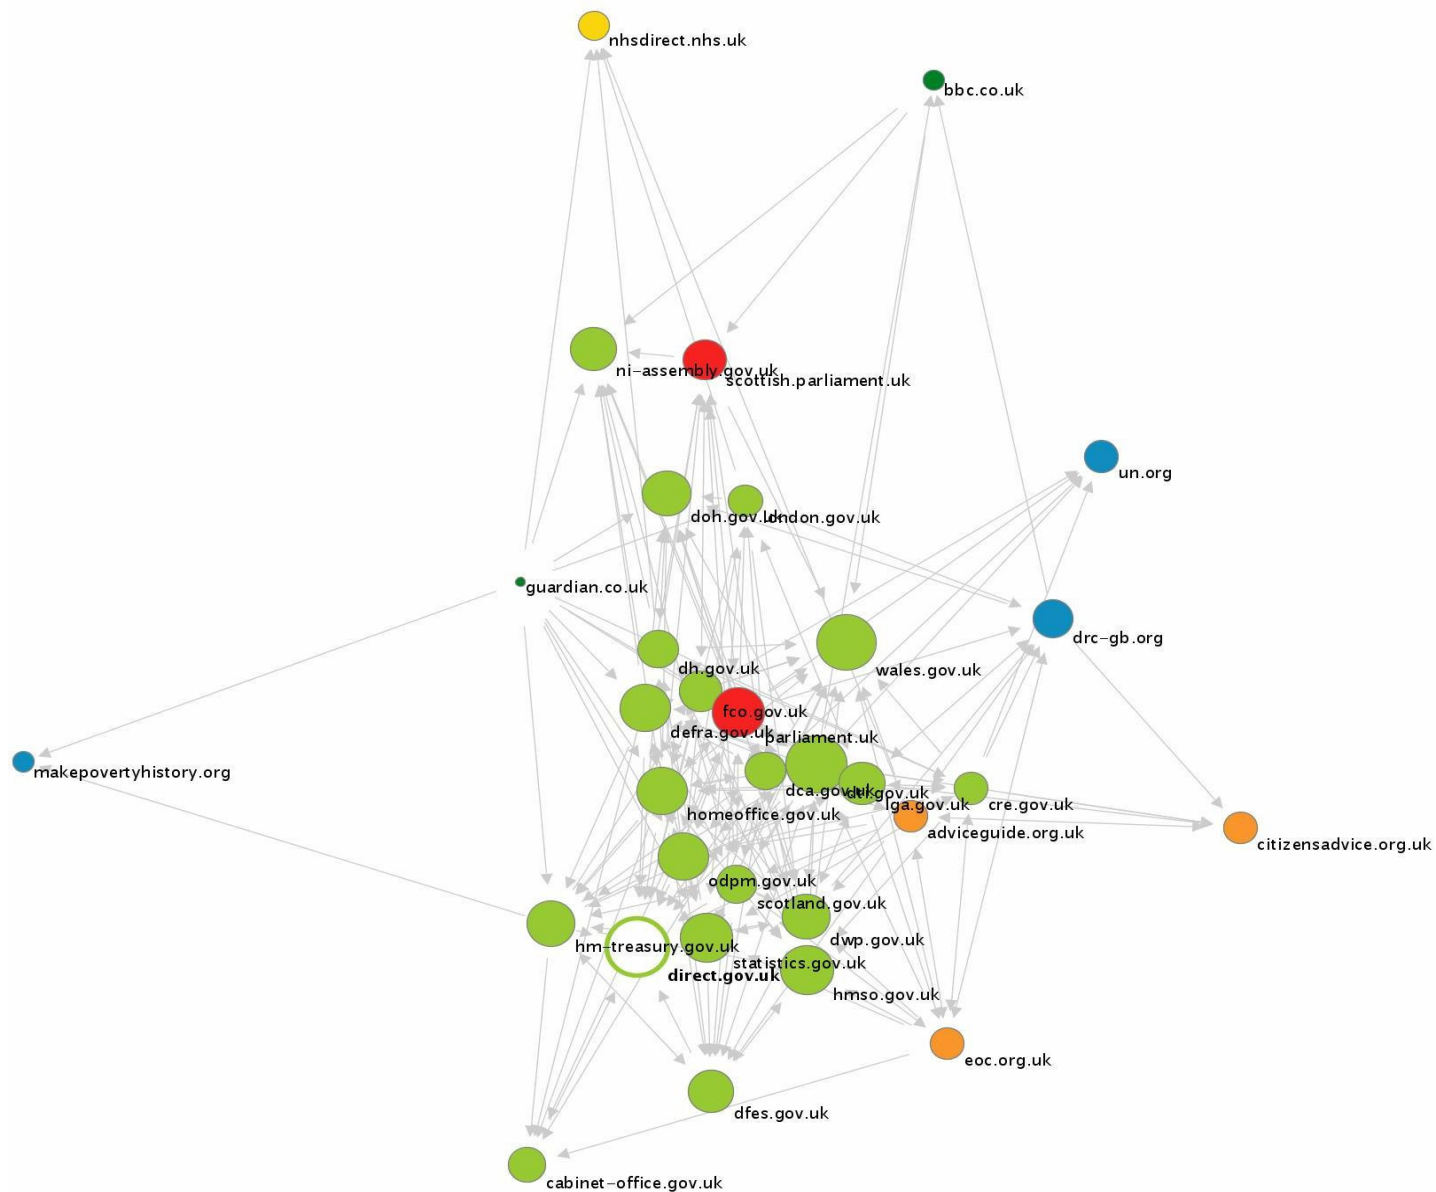 nhsdirect.nhs.uk
bbc.co.uk
ni-assembly.gov.uk
scottish.parliament.uk
un.org
doh.gov.uk
london.gov.uk
guardian.co.uk
drc-gb.org
dh.gov.uk
wales.gov.uk
fco.gov.uk
defra.gov.uk
parliament.uk
makepovertyhistory.org
dca.gov.uk
dti.gov.uk
lga.gov.uk
cre.gov.uk
homeoffice.gov.uk
adviceguide.org.uk
citizensadvice.org.uk
odpm.gov.uk
scotland.gov.uk
dwp.gov.uk
hm-treasury.gov.uk
statistics.gov.uk
direct.gov.uk
hmso.gov.uk
eoc.org.uk
dfes.gov.uk
cabinet-office.gov.uk